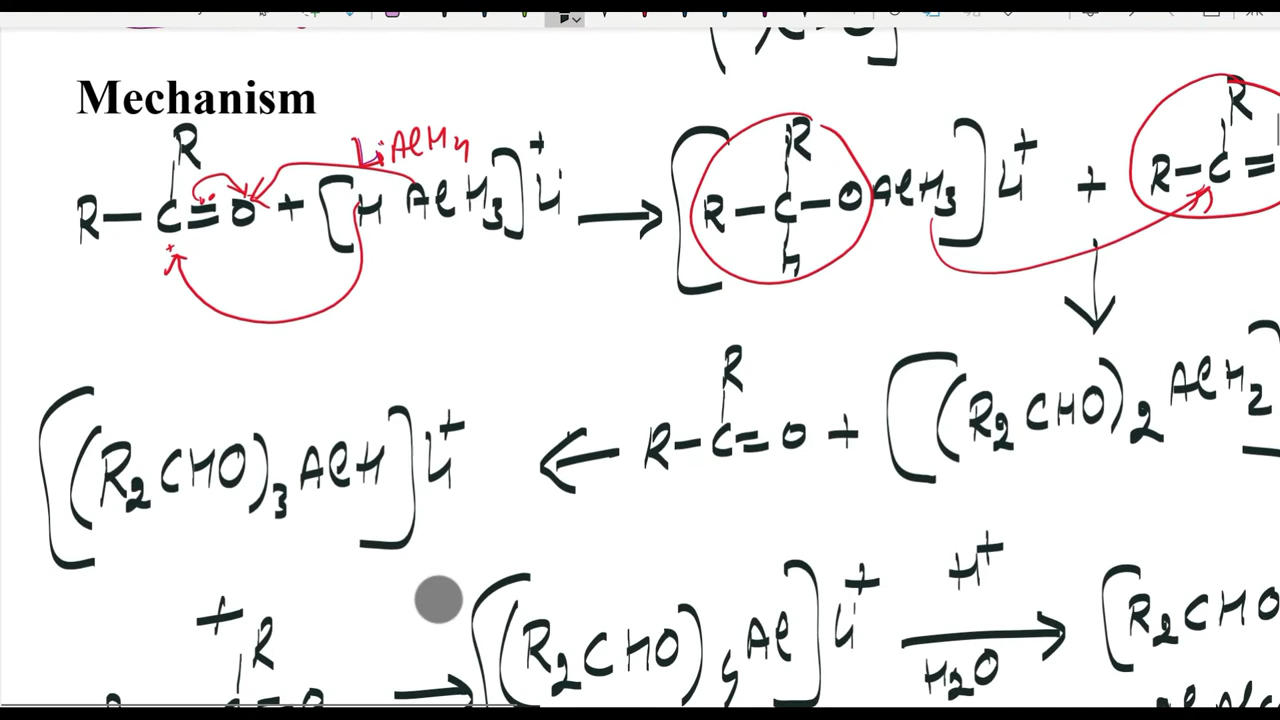 Mechanism
LiAlH4
R R R
R—C=O + [H AlH3]Li+ ⟶ [R—C—OAlH3]Li+ + R—C=
+ H
R
[(R2CHO)3AlH]Li+ ⟵ R—C=O + [(R2CHO)2AlH2]
+ R
⟶ [(R2CHO)4Al]Li+ H+ ⟶ H2O [R2CHO